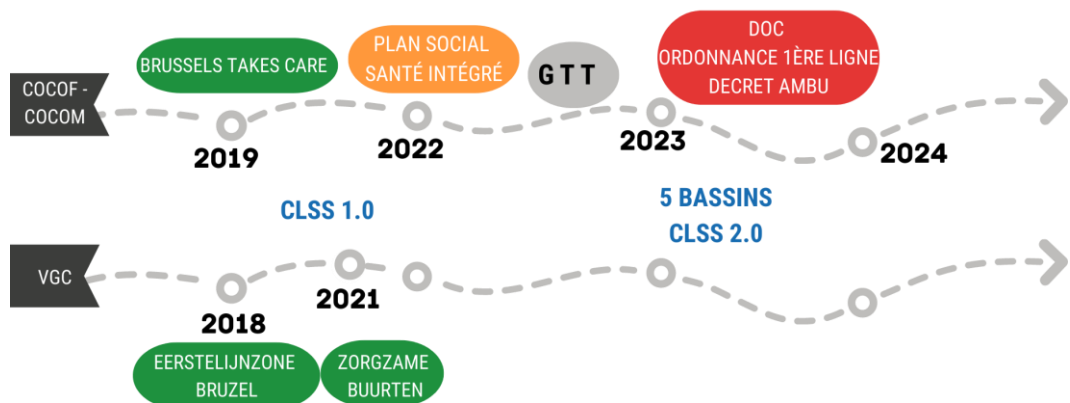 BRUSSELS TAKES CARE
PLAN SOCIAL
SANTÉ INTÉGRÉ
GTT
DOC
ORDONNANCE 1ÈRE LIGNE
DECRET AMBU
COCOF -
COCOM
2019
2022
2023
2024
CLSS 1.0
5 BASSINS
CLSS 2.0
VGC
2018
2021
EERSTELIJNZONE
BRUZEL
ZORGZAME
BUURTEN